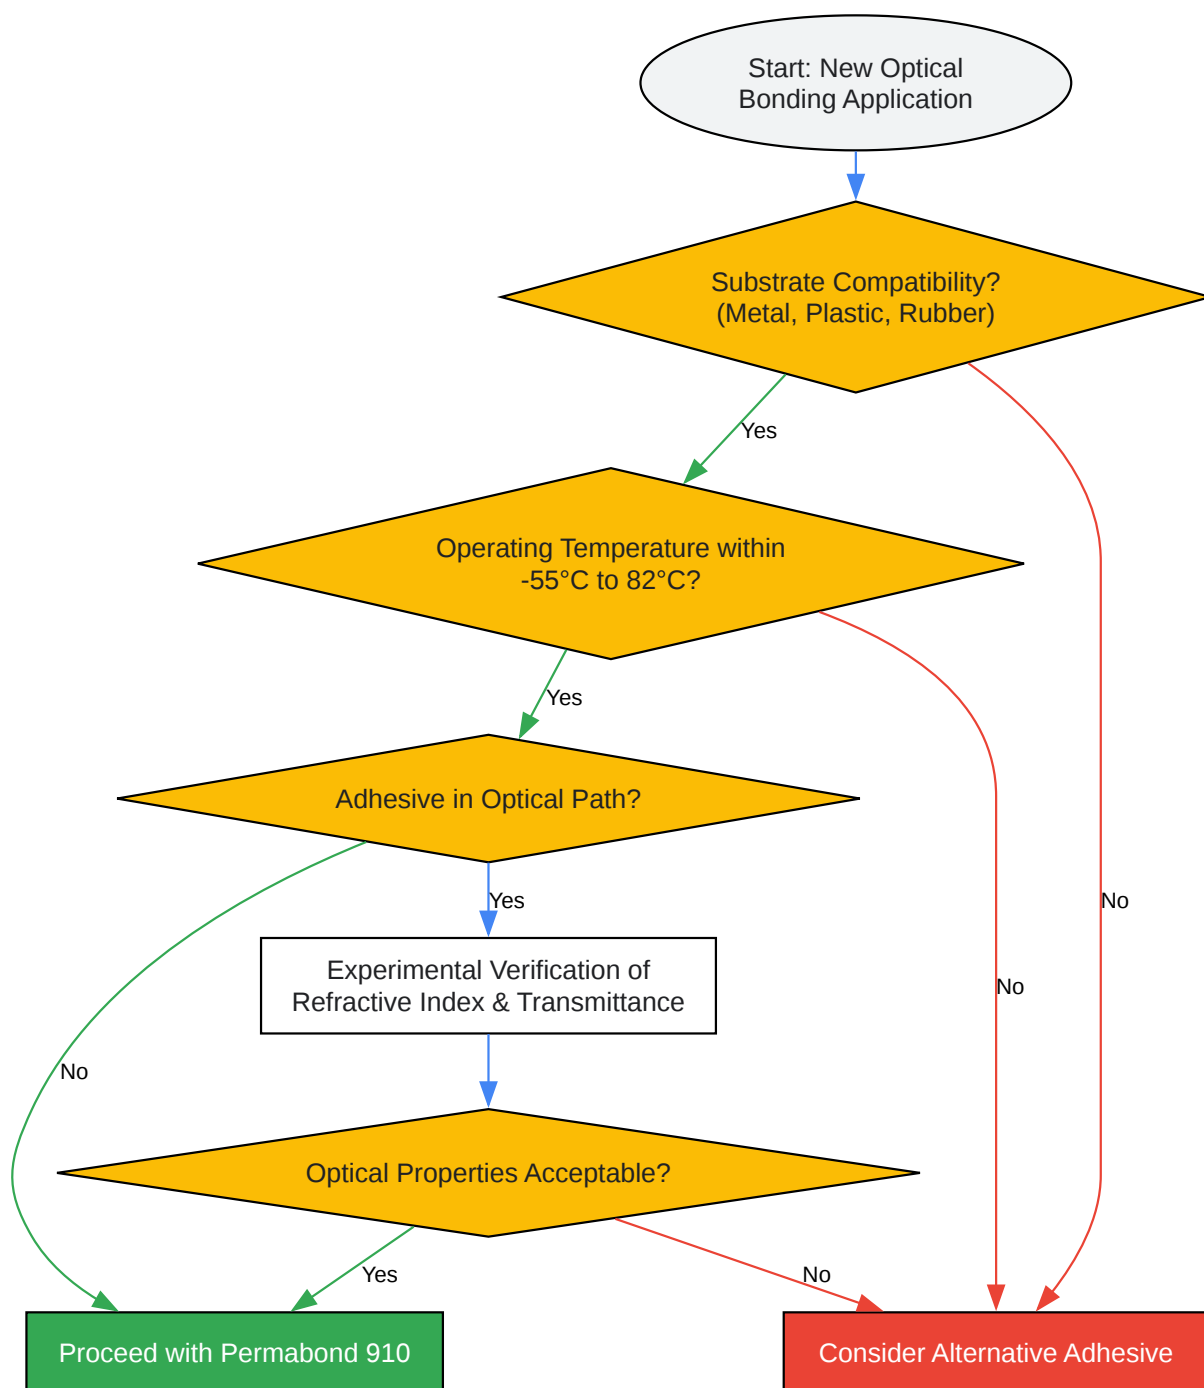 Start: New Optical
Bonding Application
Substrate Compatibility?
(Metal, Plastic, Rubber)
Yes
Operating Temperature within
-55°C to 82°C?
Yes
Adhesive in Optical Path?
Yes
No
Experimental Verification of
Refractive Index & Transmittance
No
No
Optical Properties Acceptable?
Yes
No
Proceed with Permabond 910
Consider Alternative Adhesive